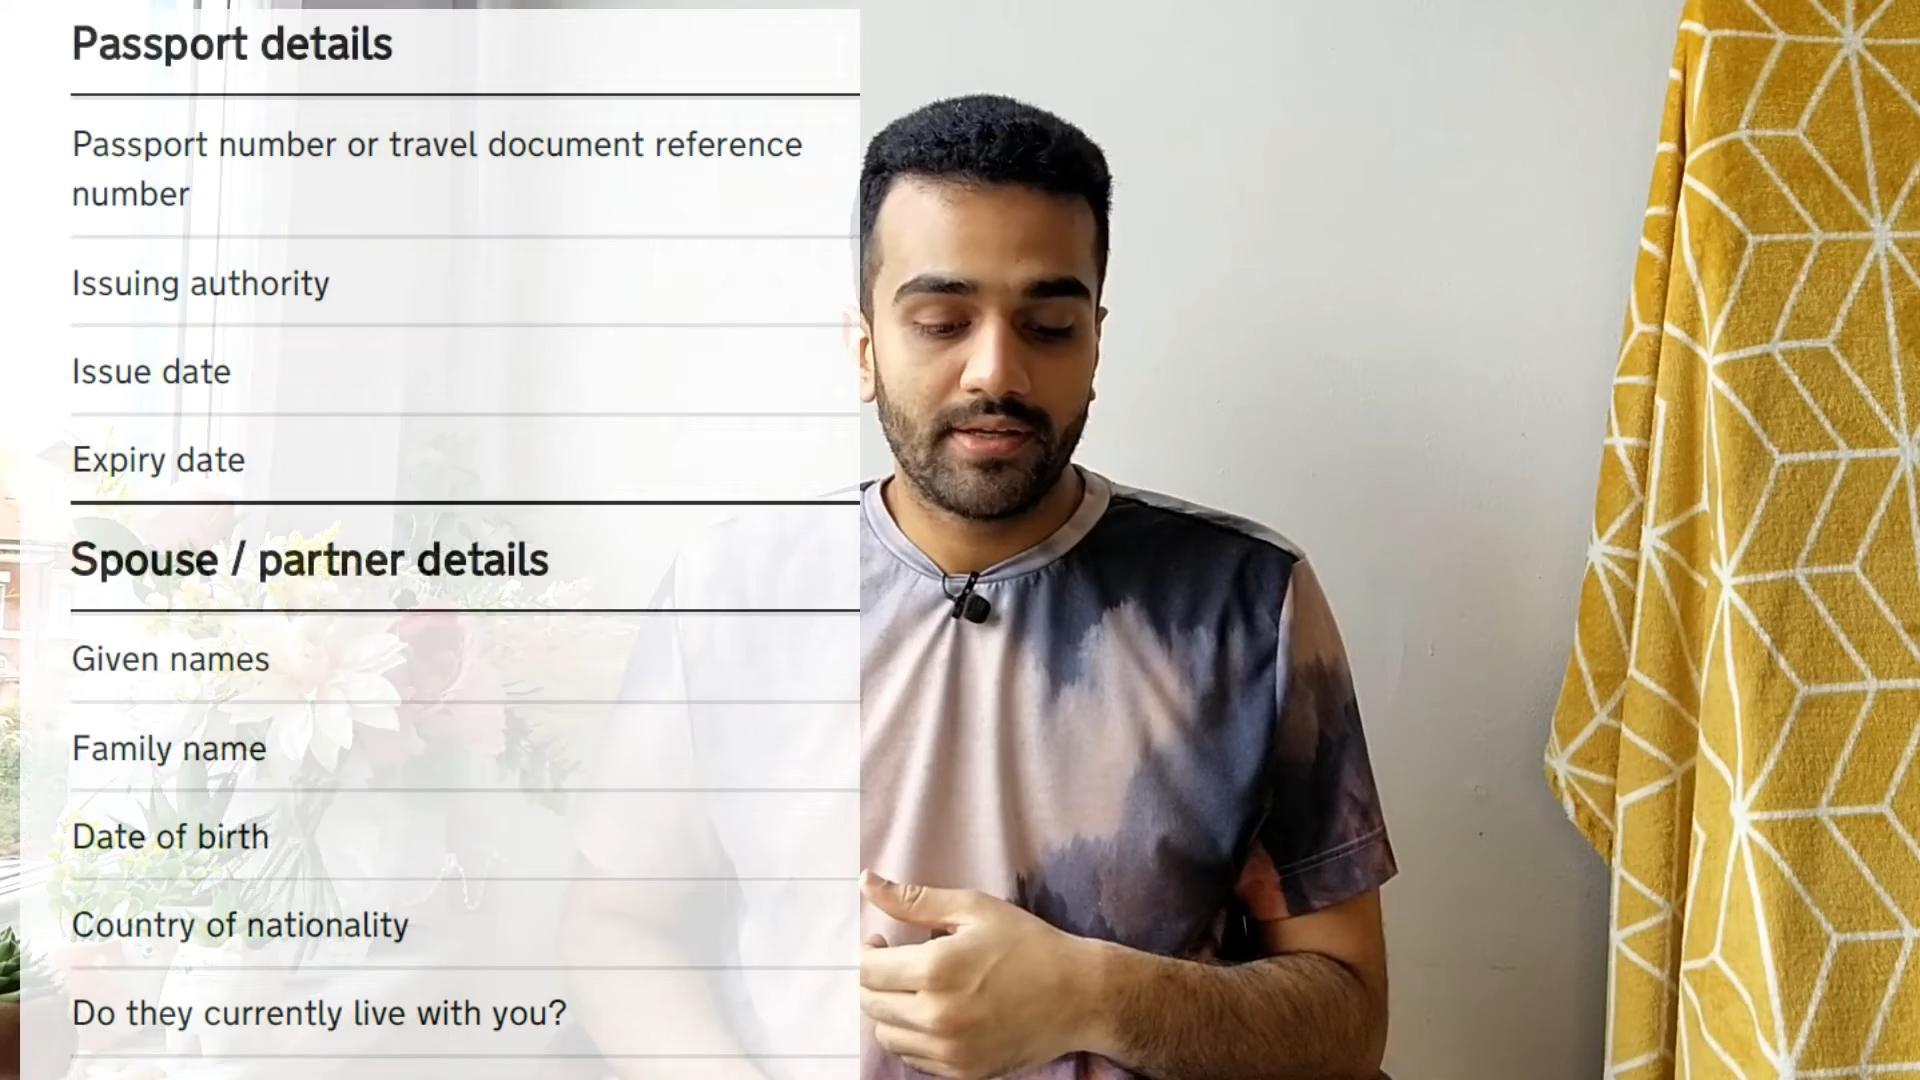 Passport details
Passport number or travel document reference
number
Issuing authority
Issue date
Expiry date
Spouse / partner details
Given names
Family name
Date of birth
Country of nationality
Do they currently live with you?